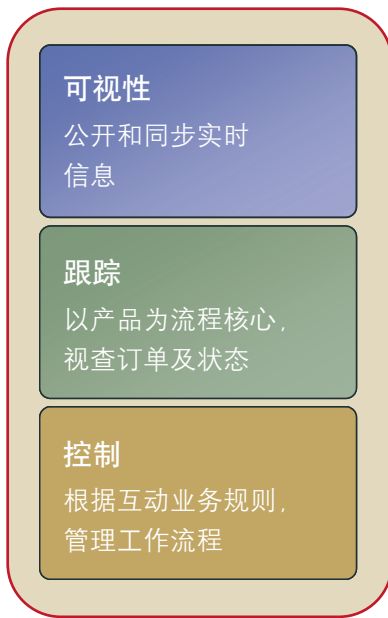 可视性
公开和同步实时
信息
跟踪
以产品为流程核心，
视查订单及状态
控制
根据互动业务规则，
管理工作流程